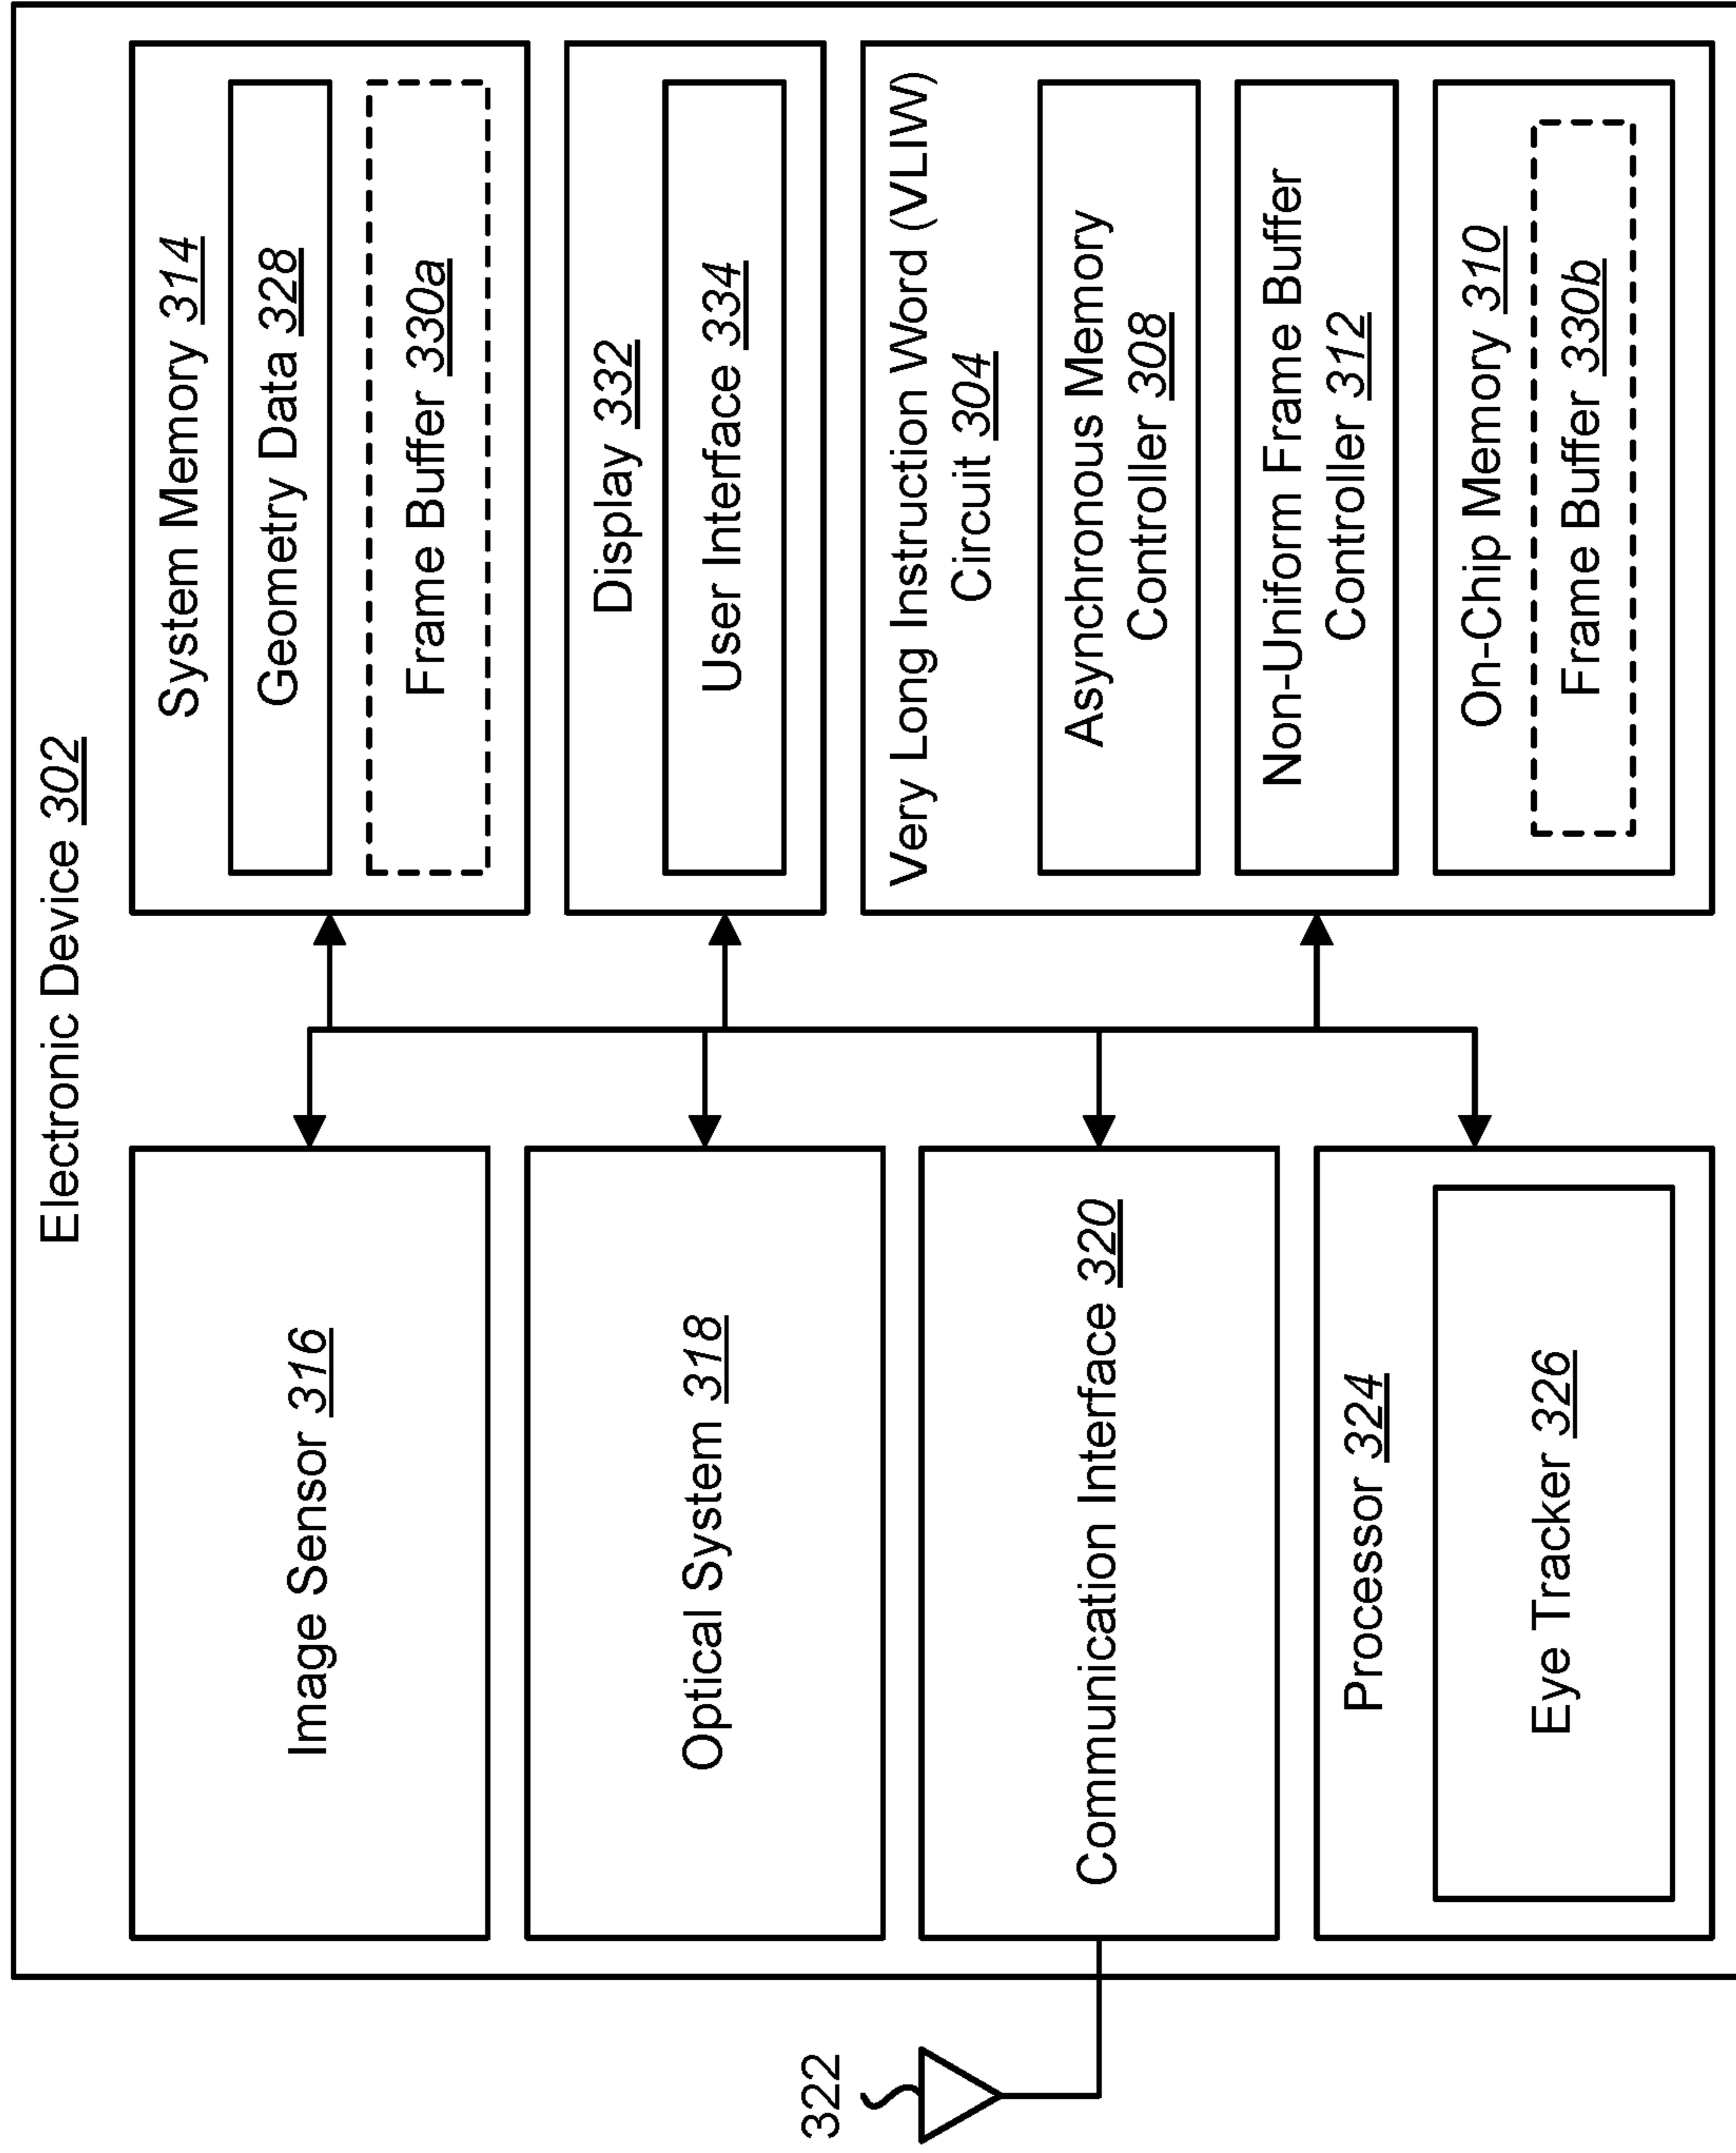 Electronic Device 302
Image Sensor 316
Optical System 318
Communication Interface 320
Processor 324
Eye Tracker 326
322
System Memory 314
Geometry Data 328
Frame Buffer 330a
Display 332
User Interface 334
Very Long Instruction Word (VLIW)
Circuit 304
Asynchronous Memory
Controller 308
Non-Uniform Frame Buffer
Controller 312
On-Chip Memory 310
Frame Buffer 330b